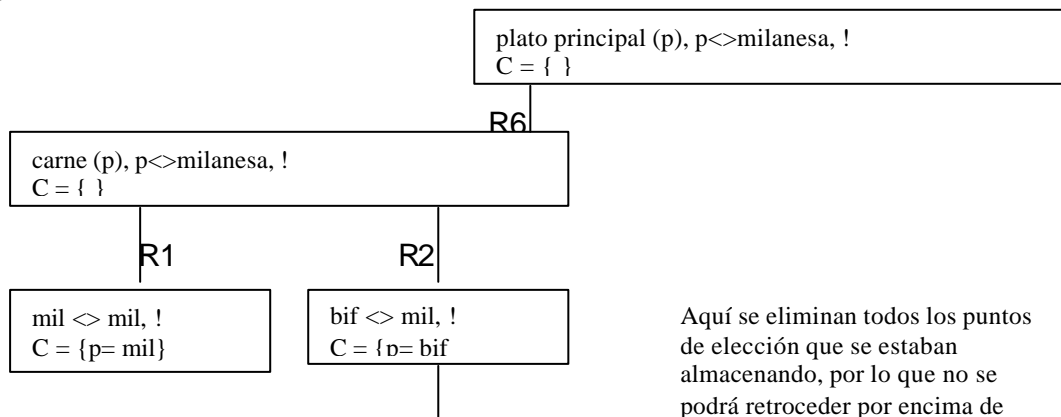 plato principal (p), p<>milanesa, !
C = { }
R6
carne (p), p<>milanesa, !
C = { }
R1
R2
mil <> mil, !
C = {p= mil}
bif <> mil, !
C = {p= bif
Aquí se eliminan todos los puntos
de elección que se estaban
almacenando, por lo que no se
podrá retroceder por encima de